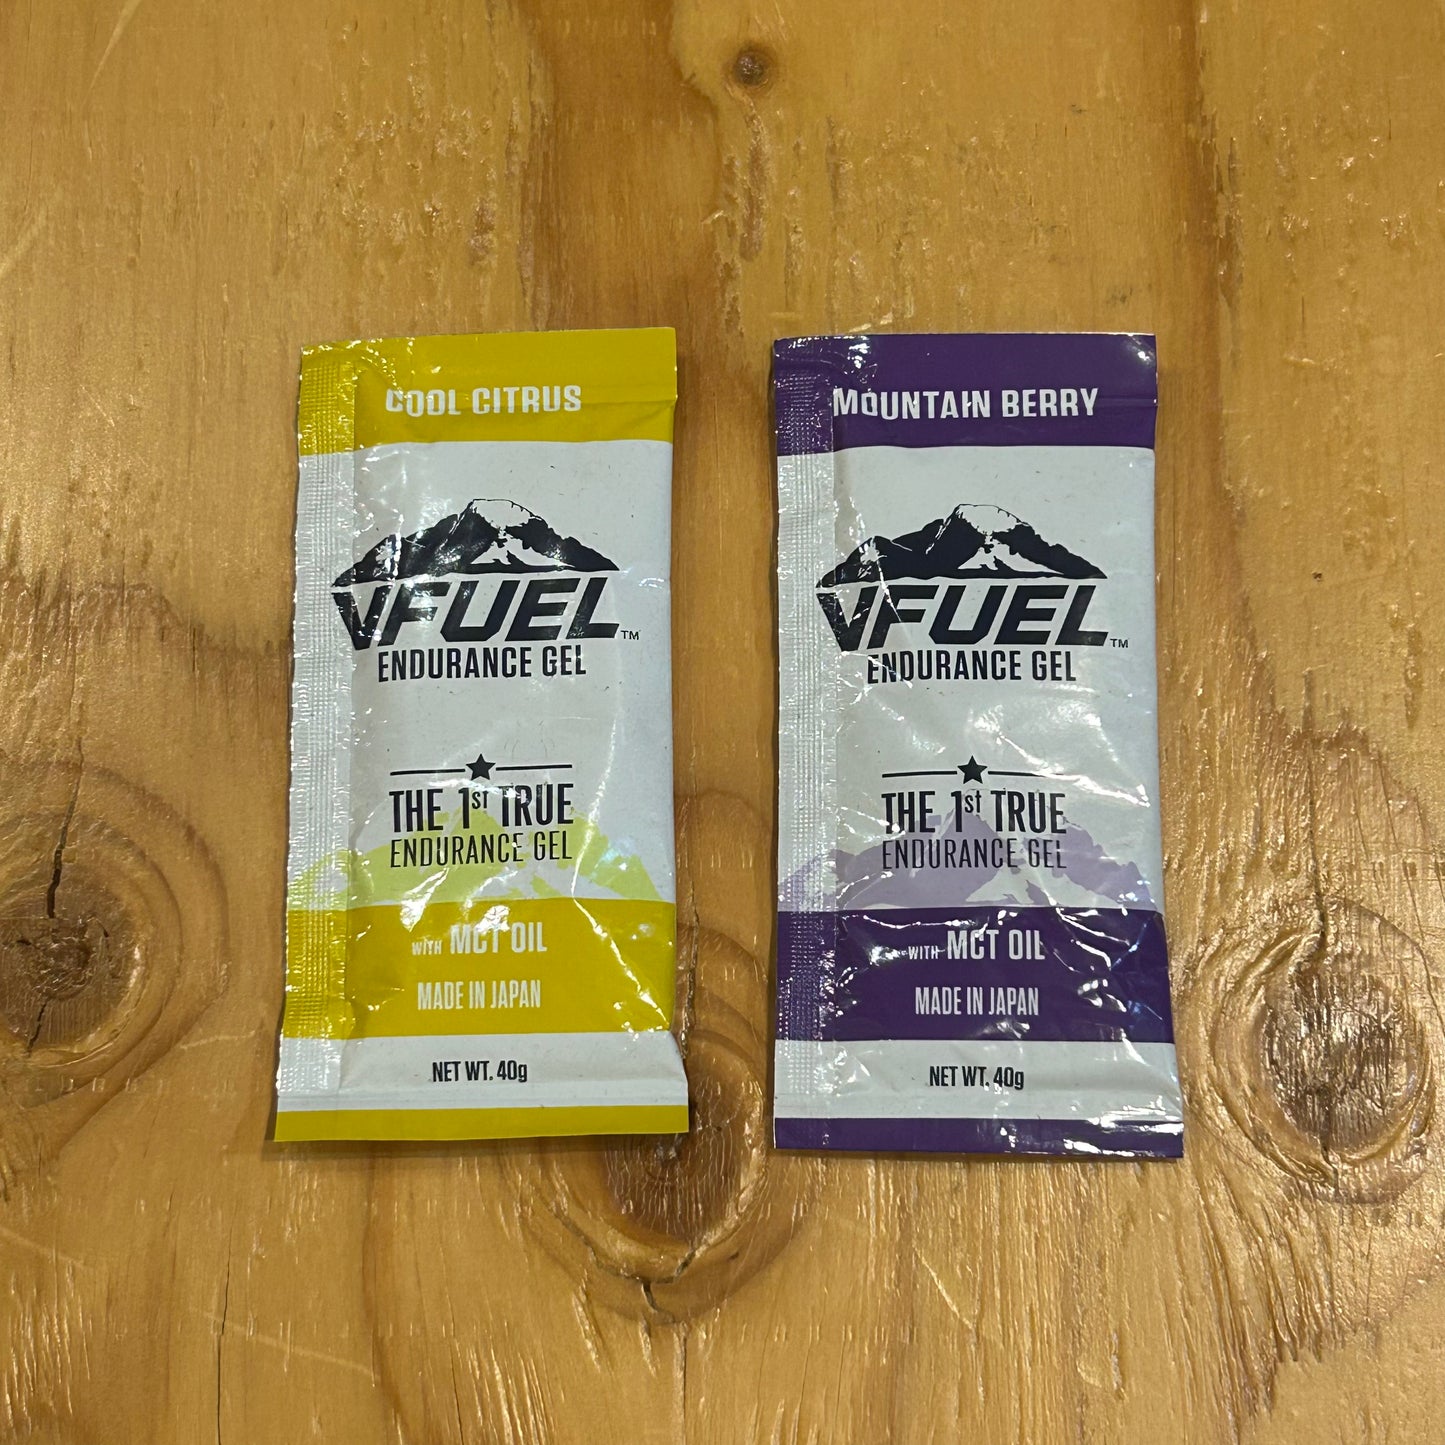 COOL CITRUS
VFUEL™
ENDURANCE GEL
THE 1st TRUE
ENDURANCE GEL
WITH MCT OIL
MADE IN JAPAN
NET WT. 40g
MOUNTAIN BERRY
VFUEL™
ENDURANCE GEL
THE 1st TRUE
ENDURANCE GEL
WITH MCT OIL
MADE IN JAPAN
NET WT. 40g